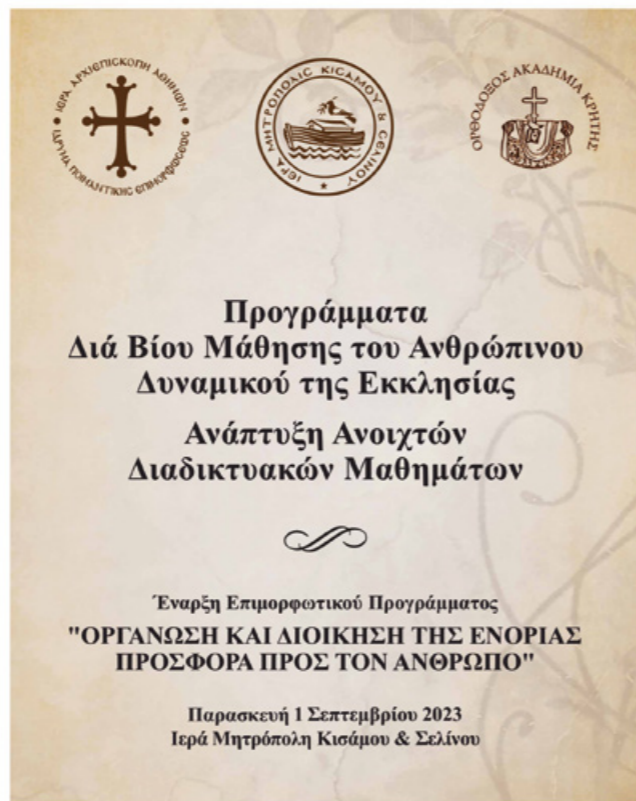 ΙΕΡΑ ΑΡΧΙΕΠΙΣΚΟΠΗ ΑΘΗΝΩΝ
ΙΔΡΥΜΑ ΠΟΙΜΑΝΤΙΚΗΣ ΕΠΙΜΟΡΦΩΣΕΩΣ
ΙΕΡΑ ΜΗΤΡΟΠΟΛΙΣ ΚΙΣΑΜΟΥ & ΣΕΛΙΝΟΥ
ΟΡΘΟΔΟΞΟΣ ΑΚΑΔΗΜΙΑ ΚΡΗΤΗΣ
Προγράμματα
Διά Βίου Μάθησης του Ανθρώπινου
Δυναμικού της Εκκλησίας
Ανάπτυξη Ανοιχτών
Διαδικτυακών Μαθημάτων
Έναρξη Επιμορφωτικού Προγράμματος
"ΟΡΓΑΝΩΣΗ ΚΑΙ ΔΙΟΙΚΗΣΗ ΤΗΣ ΕΝΟΡΙΑΣ
ΠΡΟΣΦΟΡΑ ΠΡΟΣ ΤΟΝ ΑΝΘΡΩΠΟ"
Παρασκευή 1 Σεπτεμβρίου 2023
Ιερά Μητρόπολη Κισάμου & Σελίνου